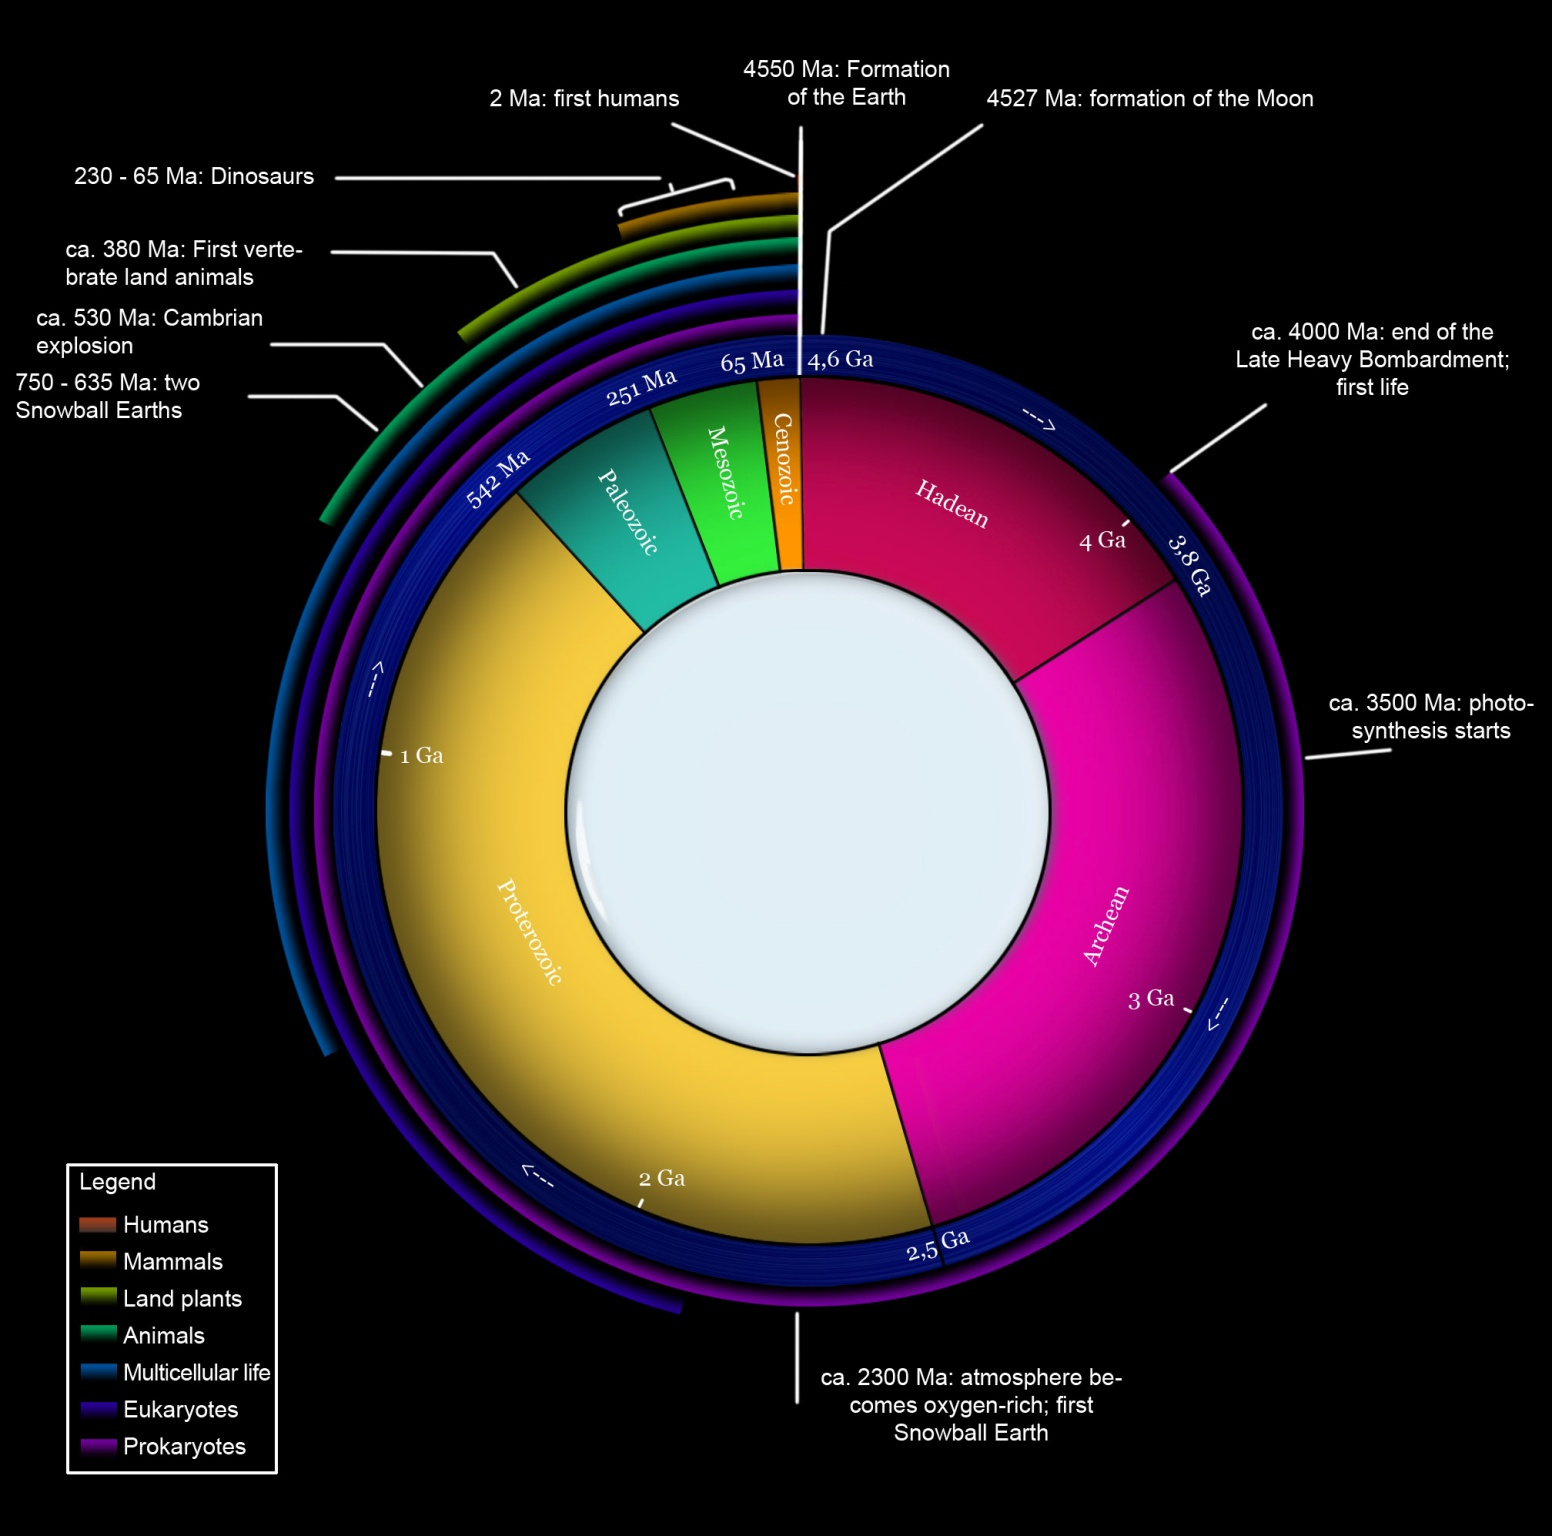 4550 Ma: Formation
of the Earth
2 Ma: first humans
4527 Ma: formation of the Moon
230 - 65 Ma: Dinosaurs
ca. 380 Ma: First verte-
brate land animals
ca. 530 Ma: Cambrian
explosion
750 - 635 Ma: two
Snowball Earths
ca. 4000 Ma: end of the
Late Heavy Bombardment;
first life
ca. 3500 Ma: photo-
synthesis starts
ca. 2300 Ma: atmosphere be-
comes oxygen-rich; first
Snowball Earth
4,6 Ga
3,8 Ga
2,5 Ga
542 Ma
251 Ma
65 Ma
Hadean
4 Ga
Archean
3 Ga
2 Ga
Proterozoic
1 Ga
Paleozoic
Mesozoic
Cenozoic
Legend
Humans
Mammals
Land plants
Animals
Multicellular life
Eukaryotes
Prokaryotes